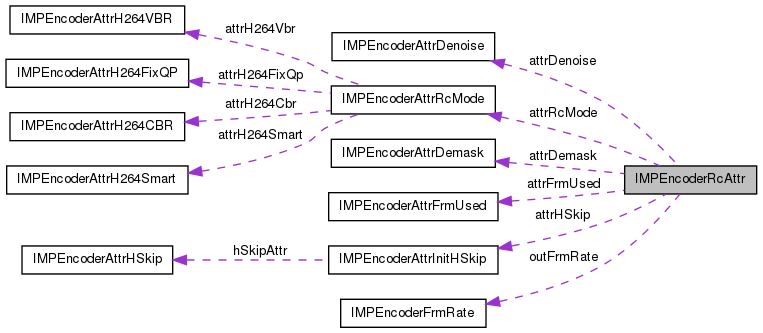 IMPEncoderAttrH264VBR
attrH264Vbr
IMPEncoderAttrDenoise
attrDenoise
IMPEncoderAttrH264FixQP
attrH264FixQp
IMPEncoderAttrRcMode
attrH264Cbr
attrRcMode
IMPEncoderAttrH264CBR
attrH264Smart
IMPEncoderAttrDemask
attrDemask
IMPEncoderAttrH264Smart
IMPEncoderRcAttr
attrFrmUsed
IMPEncoderAttrFrmUsed
attrHSkip
IMPEncoderAttrHSkip
hSkipAttr
IMPEncoderAttrInitHSkip
outFrmRate
IMPEncoderFrmRate